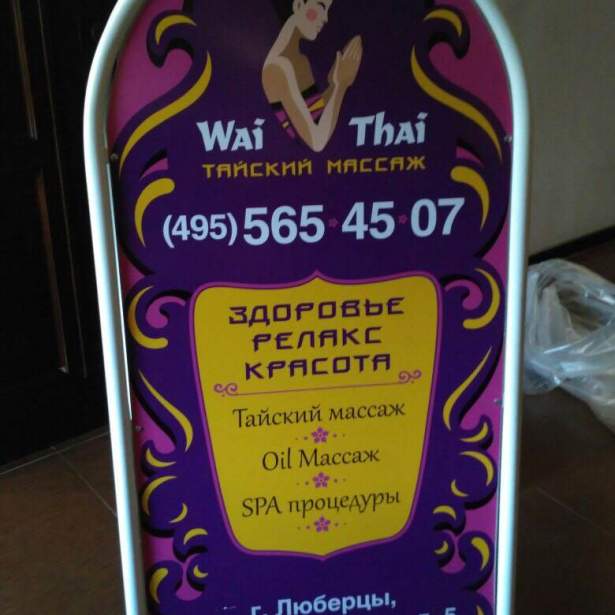 Wai Thai
ТАЙСКИЙ МАССАЖ
(495) 565*45*07
ЗДОРОВЬЕ
РЕЛАКС
КРАСОТА
Тайский массаж
Oil Массаж
SPA процедуры
г. Люберцы,